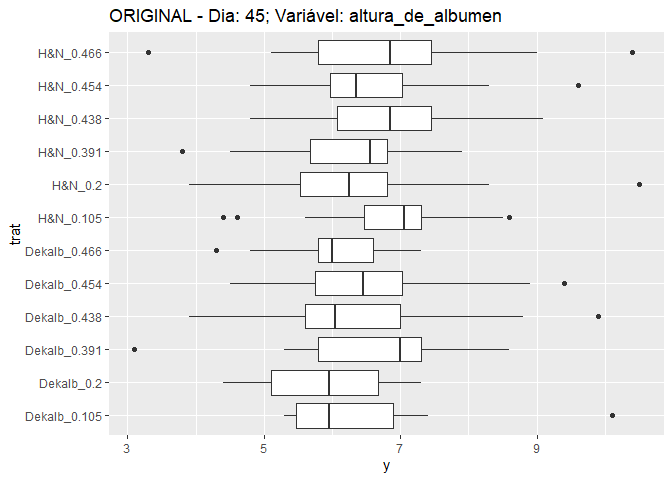 ORIGINAL - Dia: 45; Variável: altura_de_albumen
trat
H&N_0.466
H&N_0.454
H&N_0.438
H&N_0.391
H&N_0.2
H&N_0.105
Dekalb_0.466
Dekalb_0.454
Dekalb_0.438
Dekalb_0.391
Dekalb_0.2
Dekalb_0.105
3 5 7 9
y